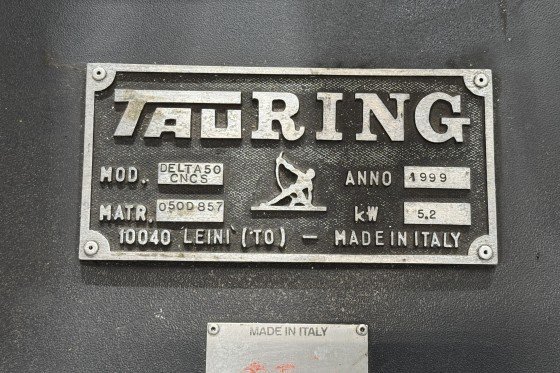 TAURING
MOD. DELTA50 CNCS ANNO 1999
MATR. 050D857 kW 5.2
10040 LEINI' (TO) – MADE IN ITALY
MADE IN ITALY